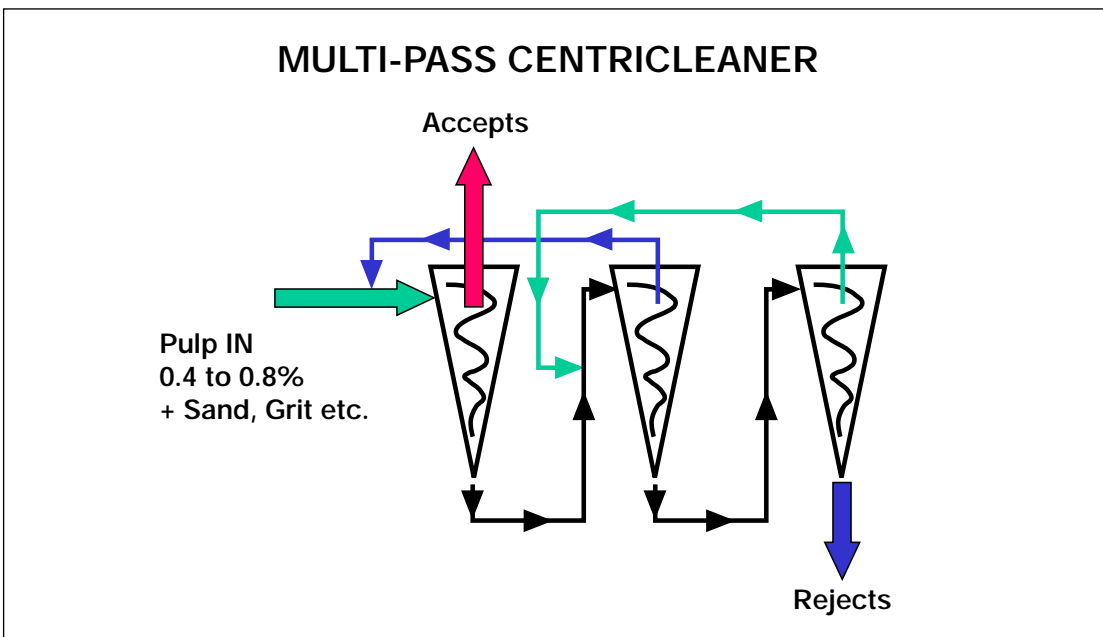 MULTI-PASS CENTRICLEANER
Accepts
Pulp IN
0.4 to 0.8%
+ Sand, Grit etc.
Rejects